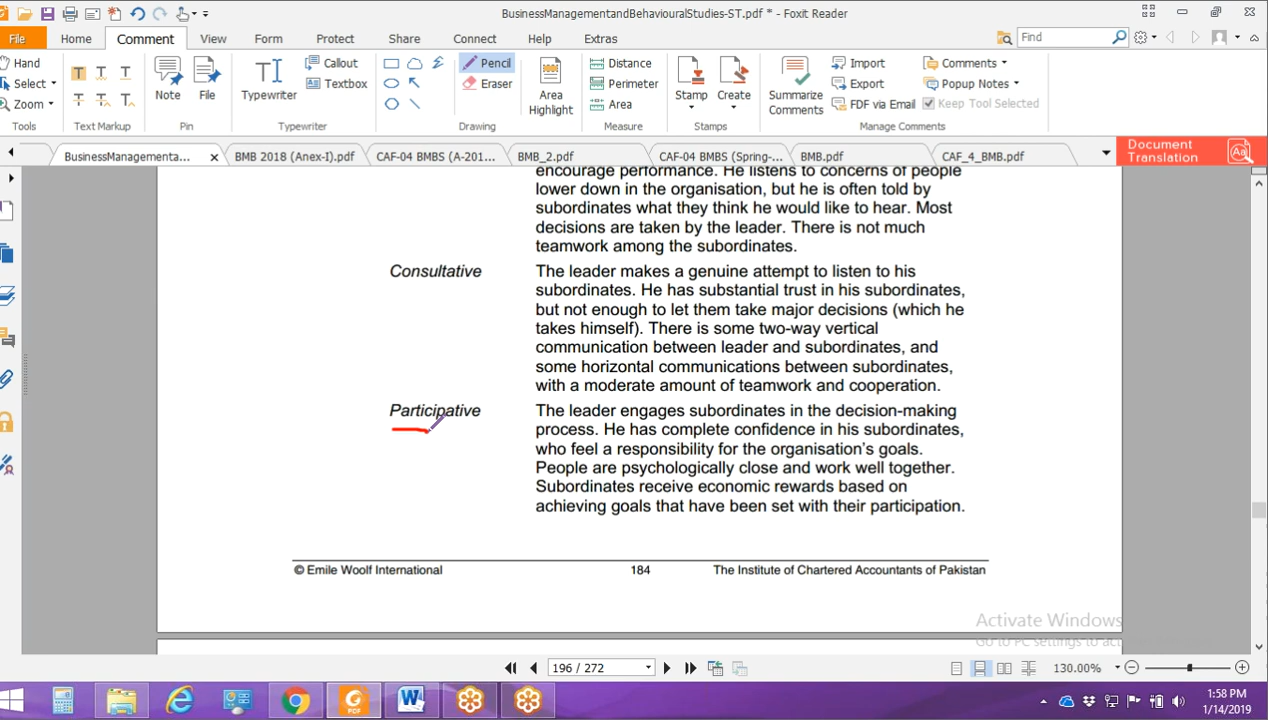 BusinessManagementandBehaviouralStudies-ST.pdf * - Foxit Reader
File Home Comment View Form Protect Share Connect Help Extras Find
Hand
Select
Zoom
Tools
Text Markup
Note File
Pin
Typewriter
Callout
Textbox
Typewriter
Pencil
Eraser
Area
Highlight
Drawing
Distance
Perimeter
Area
Measure
Stamp Create
Stamps
Summarize
Comments
Import
Export
FDF via Email
Comments
Popup Notes
Keep Tool Selected
Manage Comments
BusinessManagementa... BMB 2018 (Anex-I).pdf CAF-04 BMBS (A-201... BMB_2.pdf CAF-04 BMBS (Spring-... BMB.pdf CAF_4_BMB.pdf
Document
Translation
encourage performance. He listens to concerns of people
lower down in the organisation, but he is often told by
subordinates what they think he would like to hear. Most
decisions are taken by the leader. There is not much
teamwork among the subordinates.
Consultative The leader makes a genuine attempt to listen to his
subordinates. He has substantial trust in his subordinates,
but not enough to let them take major decisions (which he
takes himself). There is some two-way vertical
communication between leader and subordinates, and
some horizontal communications between subordinates,
with a moderate amount of teamwork and cooperation.
Participative The leader engages subordinates in the decision-making
process. He has complete confidence in his subordinates,
who feel a responsibility for the organisation's goals.
People are psychologically close and work well together.
Subordinates receive economic rewards based on
achieving goals that have been set with their participation.
© Emile Woolf International 184 The Institute of Chartered Accountants of Pakistan
Activate Windows
Go to PC settings to act
196 / 272 130.00%
1:58 PM
1/14/2019